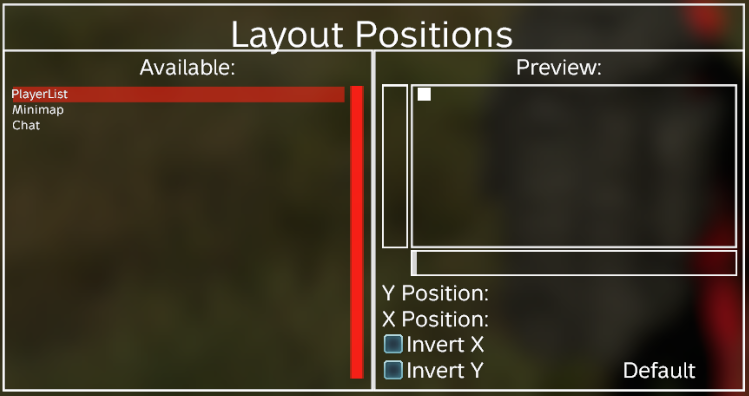 Layout Positions
Available:
PlayerList
Minimap
Chat
Preview:
Y Position:
X Position:
Invert X
Invert Y
Default